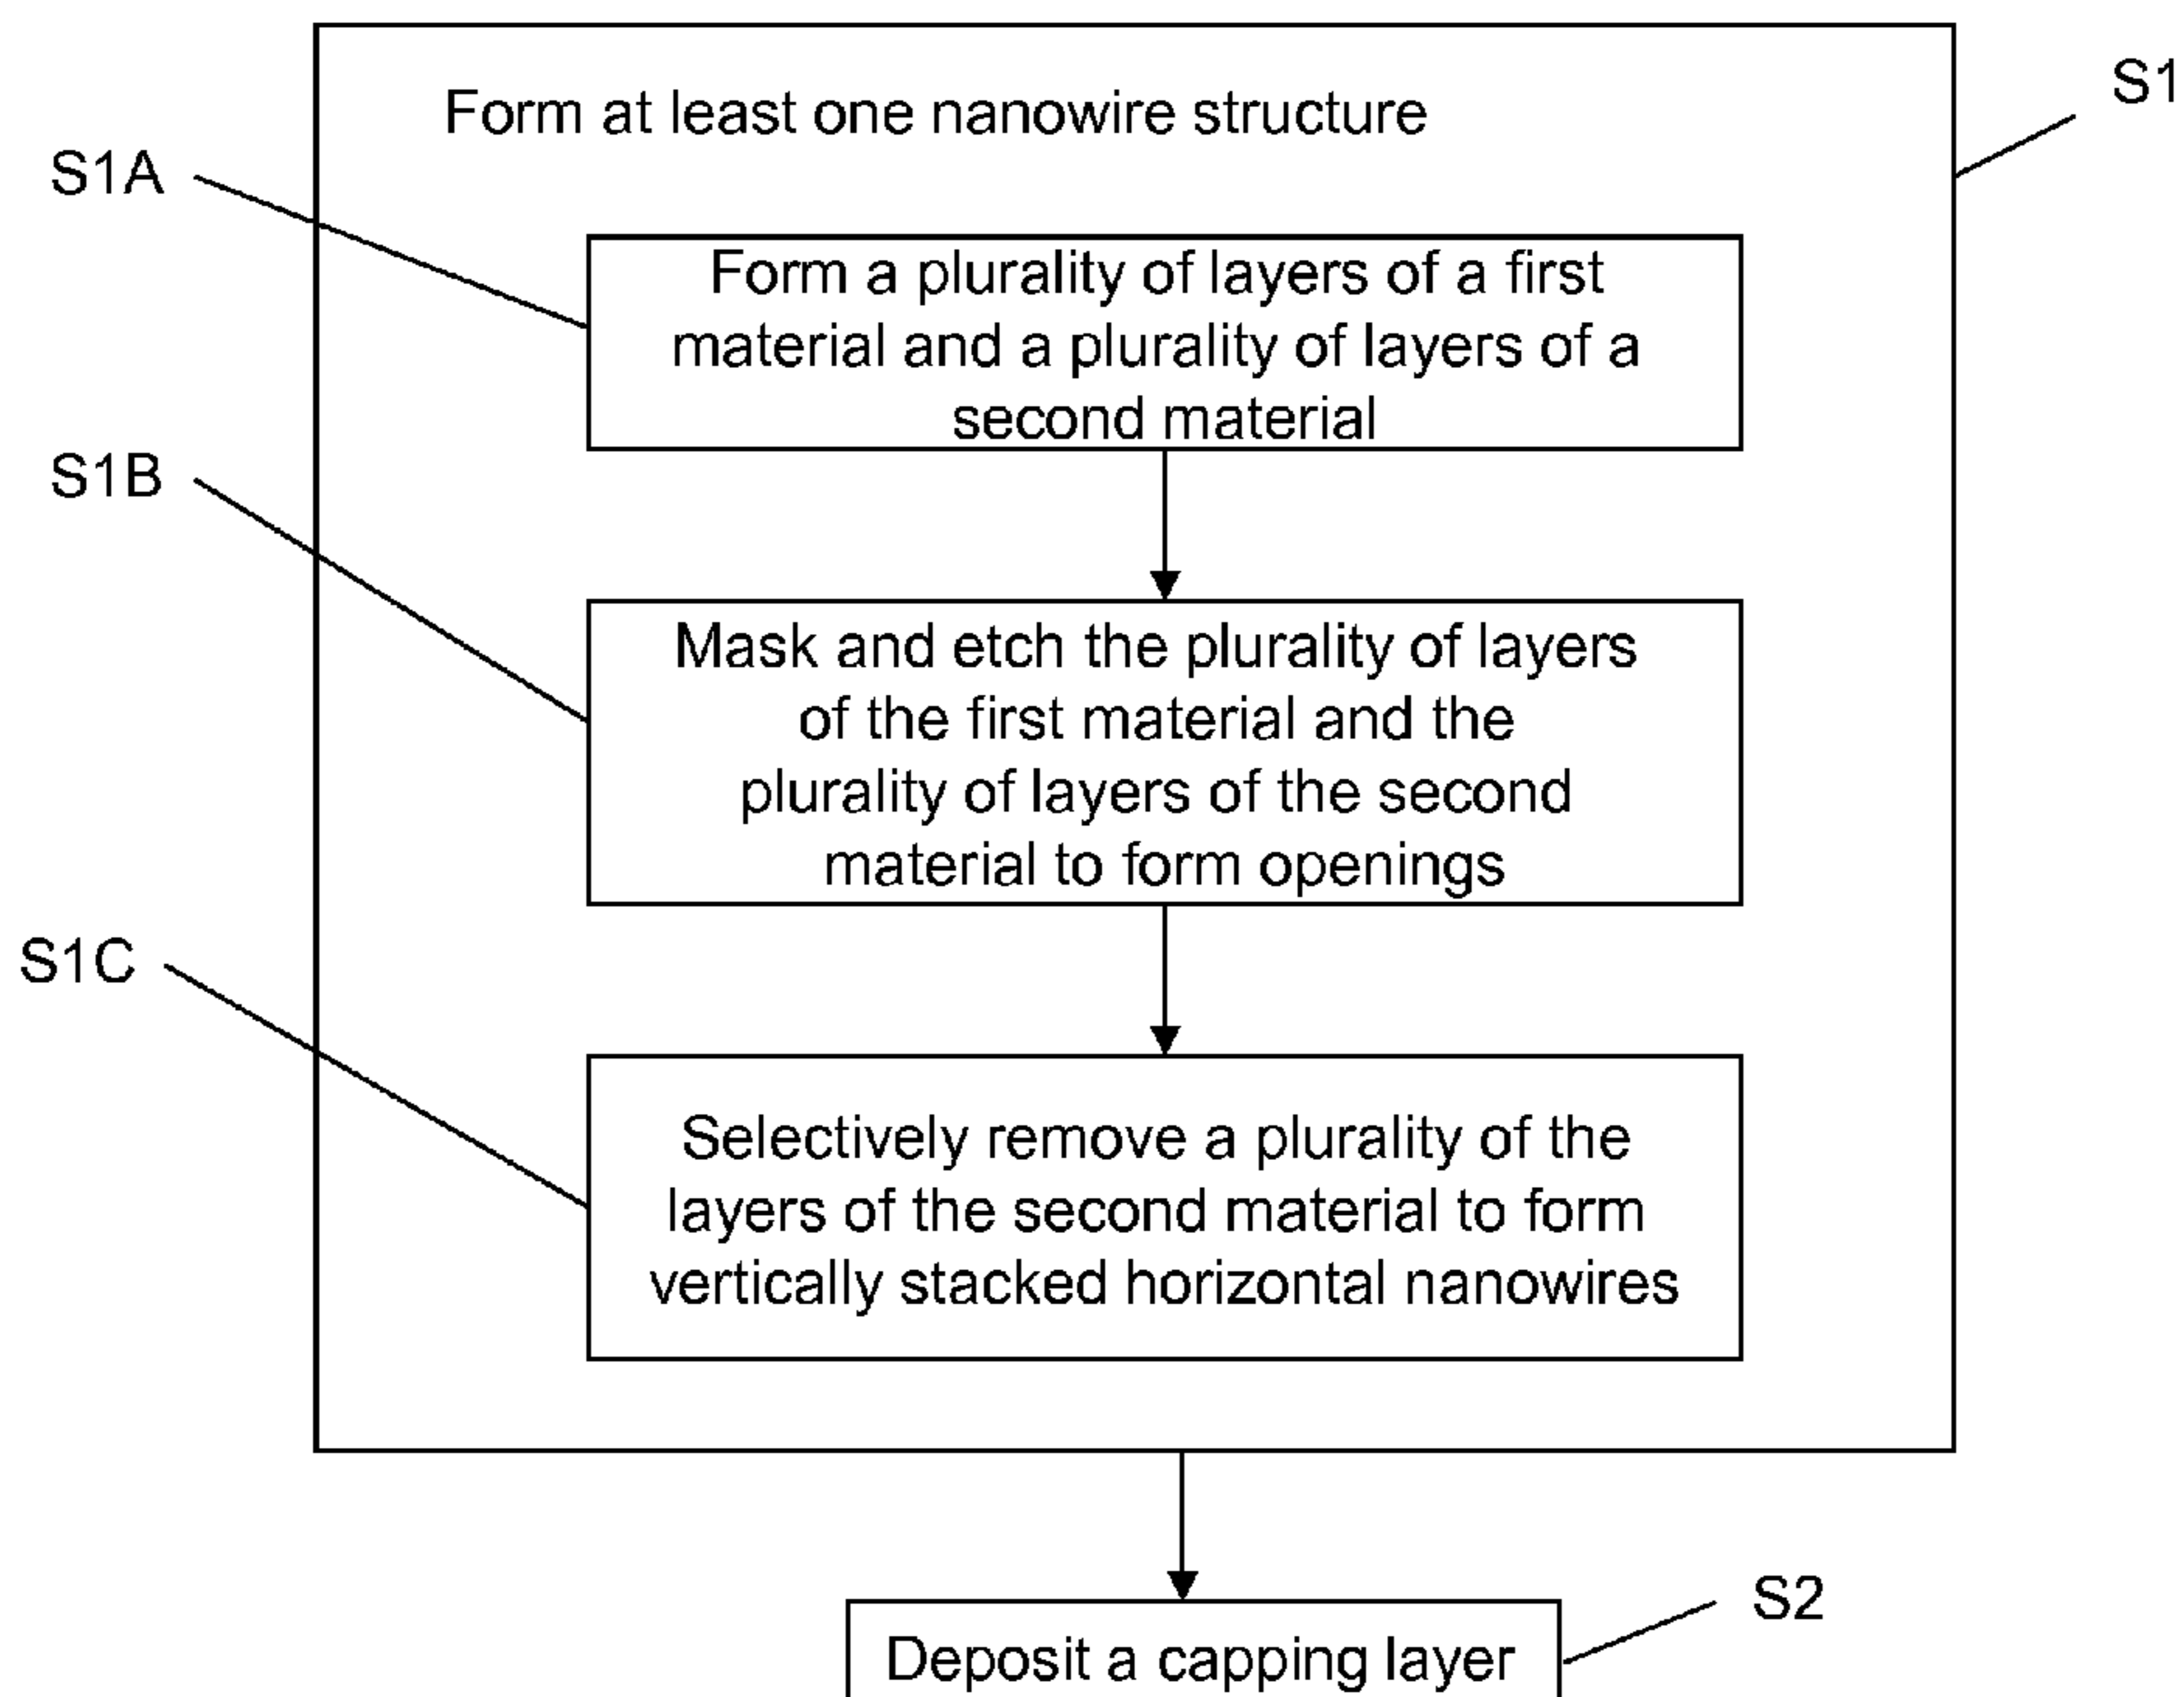 S1
Form at least one nanowire structure
S1A
Form a plurality of layers of a first
material and a plurality of layers of a
second material
S1B
Mask and etch the plurality of layers
of the first material and the
plurality of layers of the second
material to form openings
S1C
Selectively remove a plurality of the
layers of the second material to form
vertically stacked horizontal nanowires
S2
Deposit a capping layer